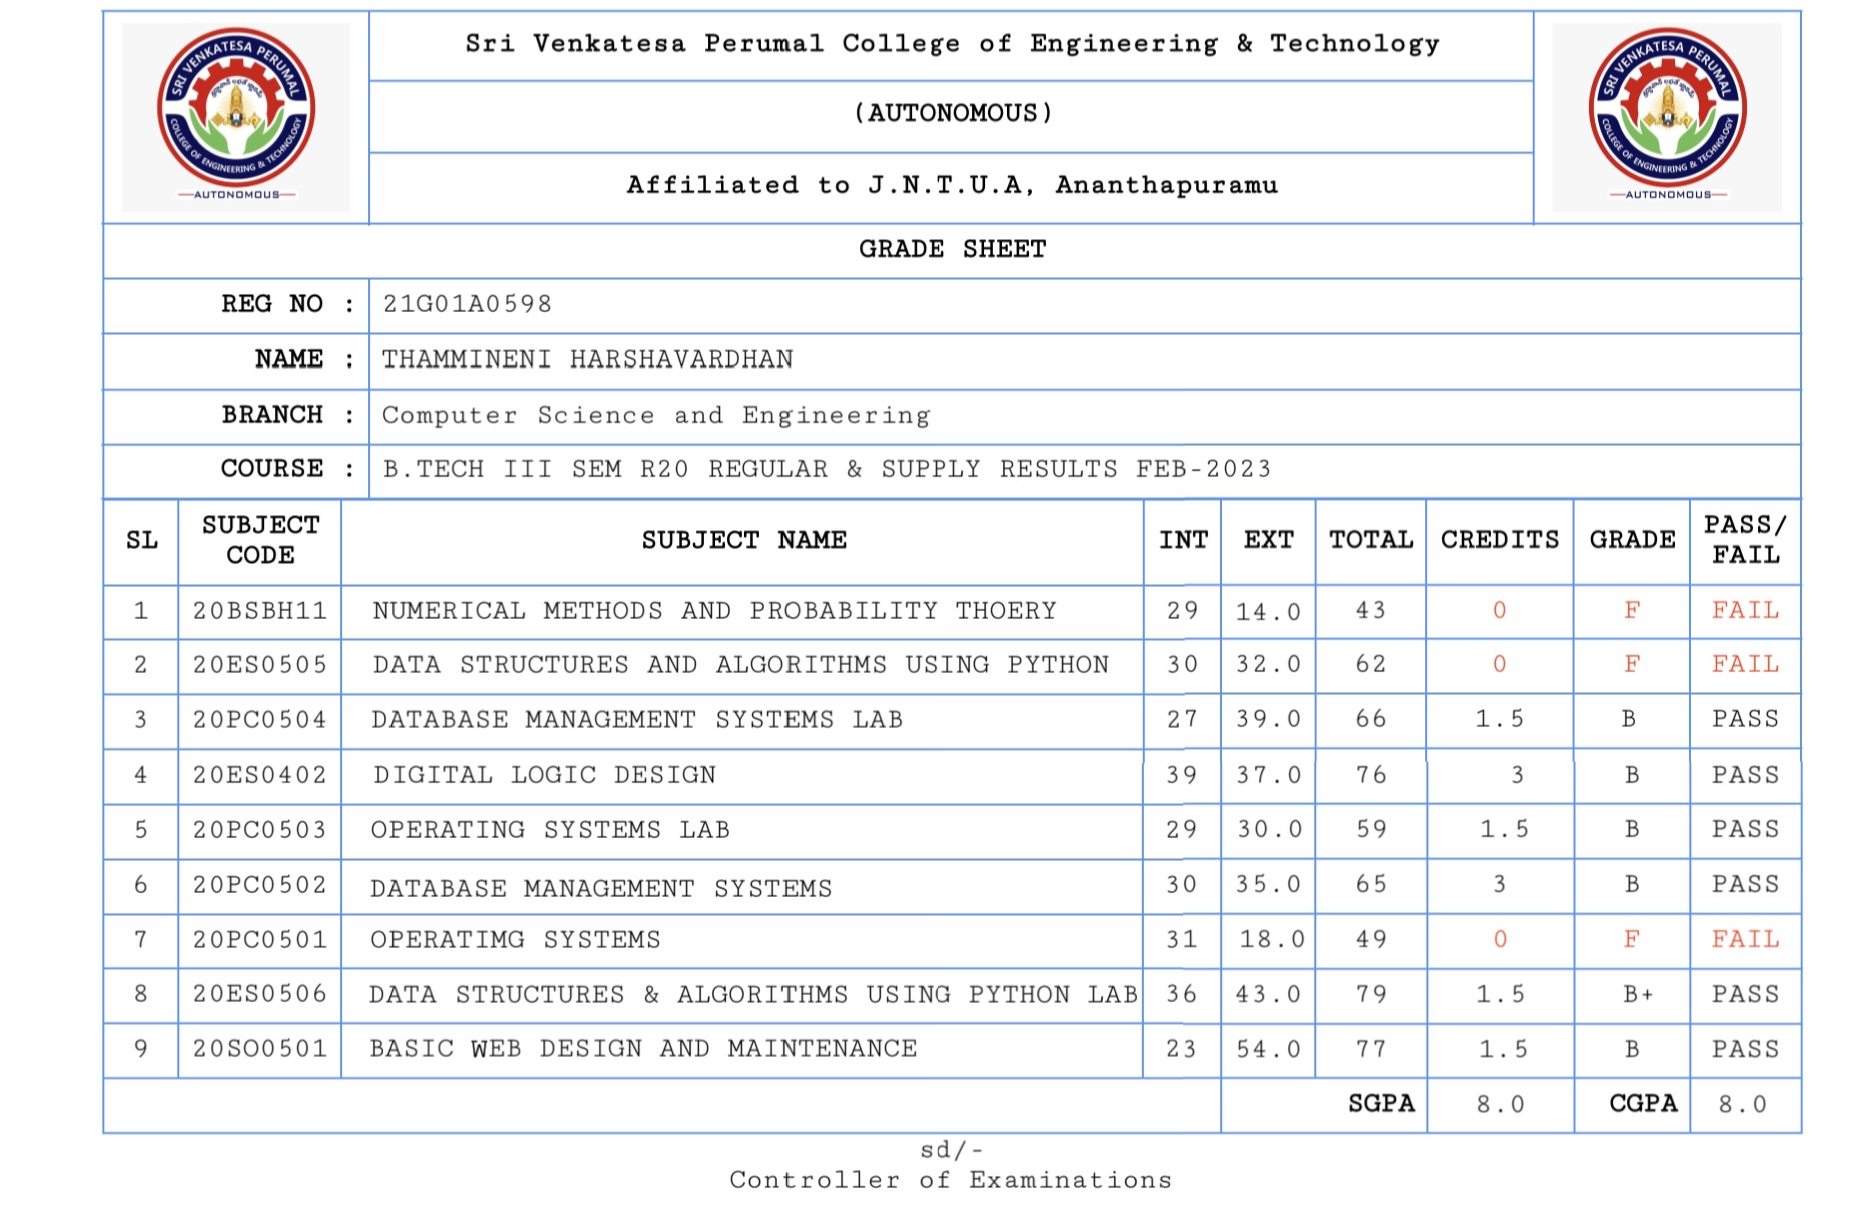 SRI VENKATESA PERUMAL
COLLEGE OF ENGINEERING & TECHNOLOGY
AUTONOMOUS
Sri Venkatesa Perumal College of Engineering & Technology
(AUTONOMOUS)
Affiliated to J.N.T.U.A, Ananthapuramu
SRI VENKATESA PERUMAL
COLLEGE OF ENGINEERING & TECHNOLOGY
AUTONOMOUS
GRADE SHEET
REG NO : 21G01A0598
NAME : THAMMINENI HARSHAVARDHAN
BRANCH : Computer Science and Engineering
COURSE : B.TECH III SEM R20 REGULAR & SUPPLY RESULTS FEB-2023
SL SUBJECT CODE SUBJECT NAME INT EXT TOTAL CREDITS GRADE PASS/ FAIL
1 20BSBH11 NUMERICAL METHODS AND PROBABILITY THOERY 29 14.0 43 0 F FAIL
2 20ES0505 DATA STRUCTURES AND ALGORITHMS USING PYTHON 30 32.0 62 0 F FAIL
3 20PC0504 DATABASE MANAGEMENT SYSTEMS LAB 27 39.0 66 1.5 B PASS
4 20ES0402 DIGITAL LOGIC DESIGN 39 37.0 76 3 B PASS
5 20PC0503 OPERATING SYSTEMS LAB 29 30.0 59 1.5 B PASS
6 20PC0502 DATABASE MANAGEMENT SYSTEMS 30 35.0 65 3 B PASS
7 20PC0501 OPERATIMG SYSTEMS 31 18.0 49 0 F FAIL
8 20ES0506 DATA STRUCTURES & ALGORITHMS USING PYTHON LAB 36 43.0 79 1.5 B+ PASS
9 20SO0501 BASIC WEB DESIGN AND MAINTENANCE 23 54.0 77 1.5 B PASS
SGPA 8.0 CGPA 8.0
sd/-
Controller of Examinations